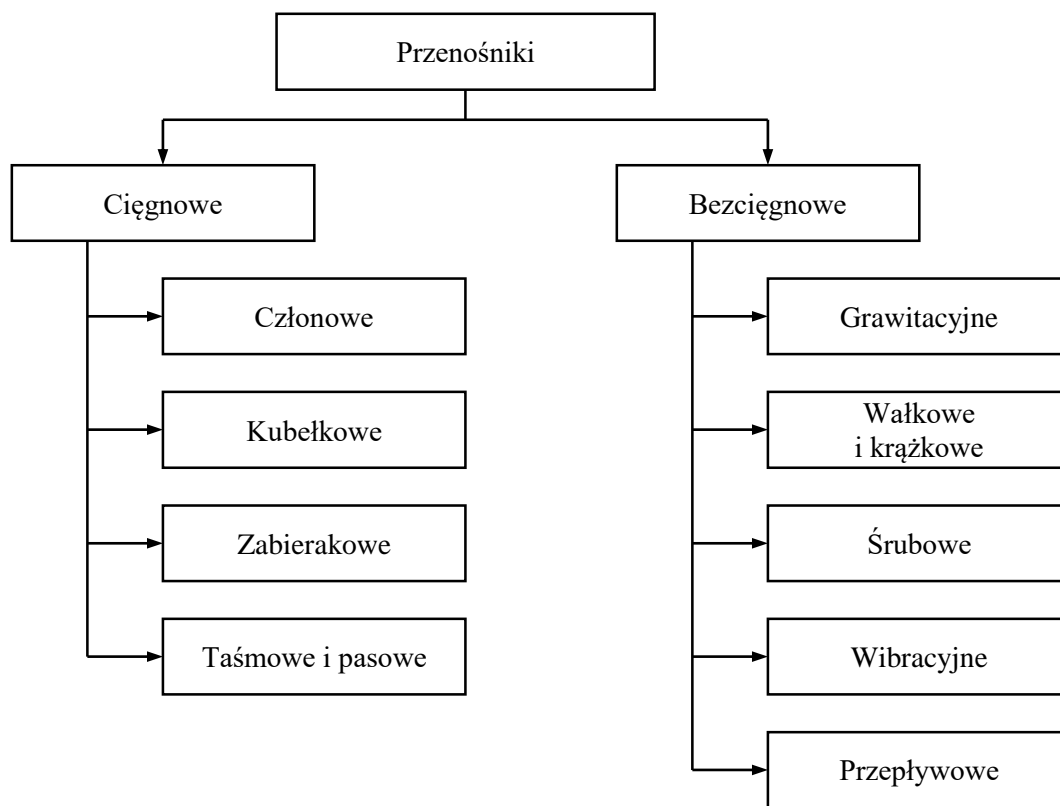 Przenośniki
Cięgnowe
Bezcięgnowe
Członowe
Kubełkowe
Zabierakowe
Taśmowe i pasowe
Grawitacyjne
Wałkowe
i krążkowe
Śrubowe
Wibracyjne
Przepływowe